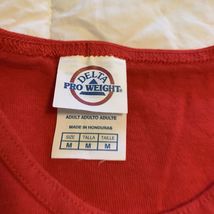 DELTA
PRO WEIGHT
ADULT ADULTO ADULTE
MADE IN HONDURAS
SIZE TALLA TAILLE
M M M